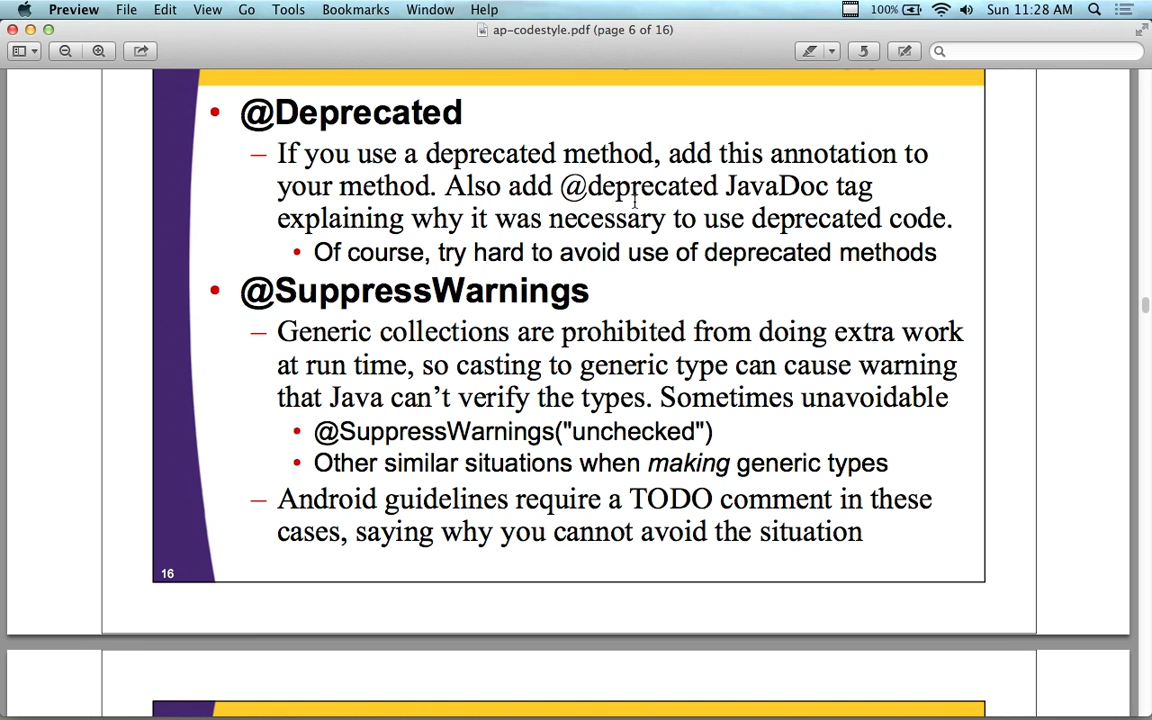 Preview File Edit View Go Tools Bookmarks Window Help 100% Sun 11:28 AM
ap-codestyle.pdf (page 6 of 16)
• @Deprecated
– If you use a deprecated method, add this annotation to
your method. Also add @deprecated JavaDoc tag
explaining why it was necessary to use deprecated code.
• Of course, try hard to avoid use of deprecated methods
• @SuppressWarnings
– Generic collections are prohibited from doing extra work
at run time, so casting to generic type can cause warning
that Java can’t verify the types. Sometimes unavoidable
• @SuppressWarnings("unchecked")
• Other similar situations when making generic types
– Android guidelines require a TODO comment in these
cases, saying why you cannot avoid the situation
16